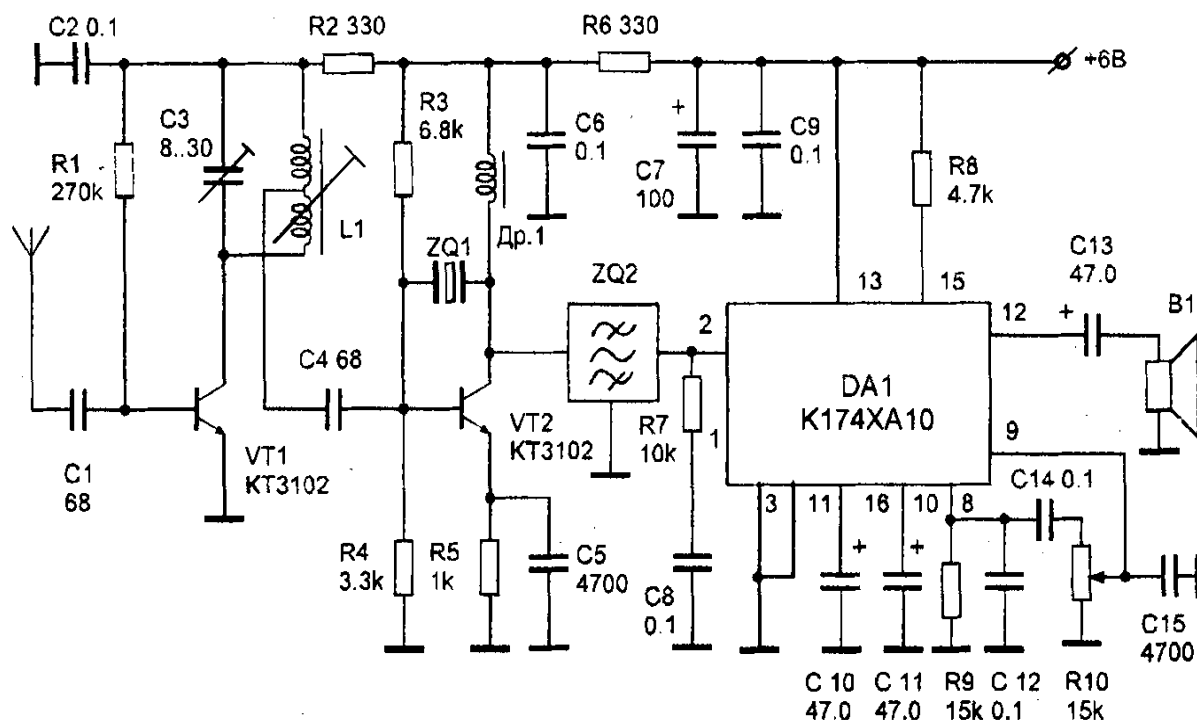 C2 0.1
R2 330
R6 330
+6В
C3
8..30
R3
6.8k
C6
0.1
+
C7
100
C9
0.1
R1
270k
R8
4.7k
L1
ZQ1
Др.1
ZQ2
C13
47.0
+
13
15
12
2
B1
C4 68
DA1
К174ХА10
R7
10k
1
9
VT1
КТ3102
VT2
КТ3102
C1
68
3
11
16
10
8
C14 0.1
+
+
R4
3.3k
R5
1k
C5
4700
C8
0.1
C15
4700
C 10
47.0
C 11
47.0
R9
15k
C 12
0.1
R10
15k